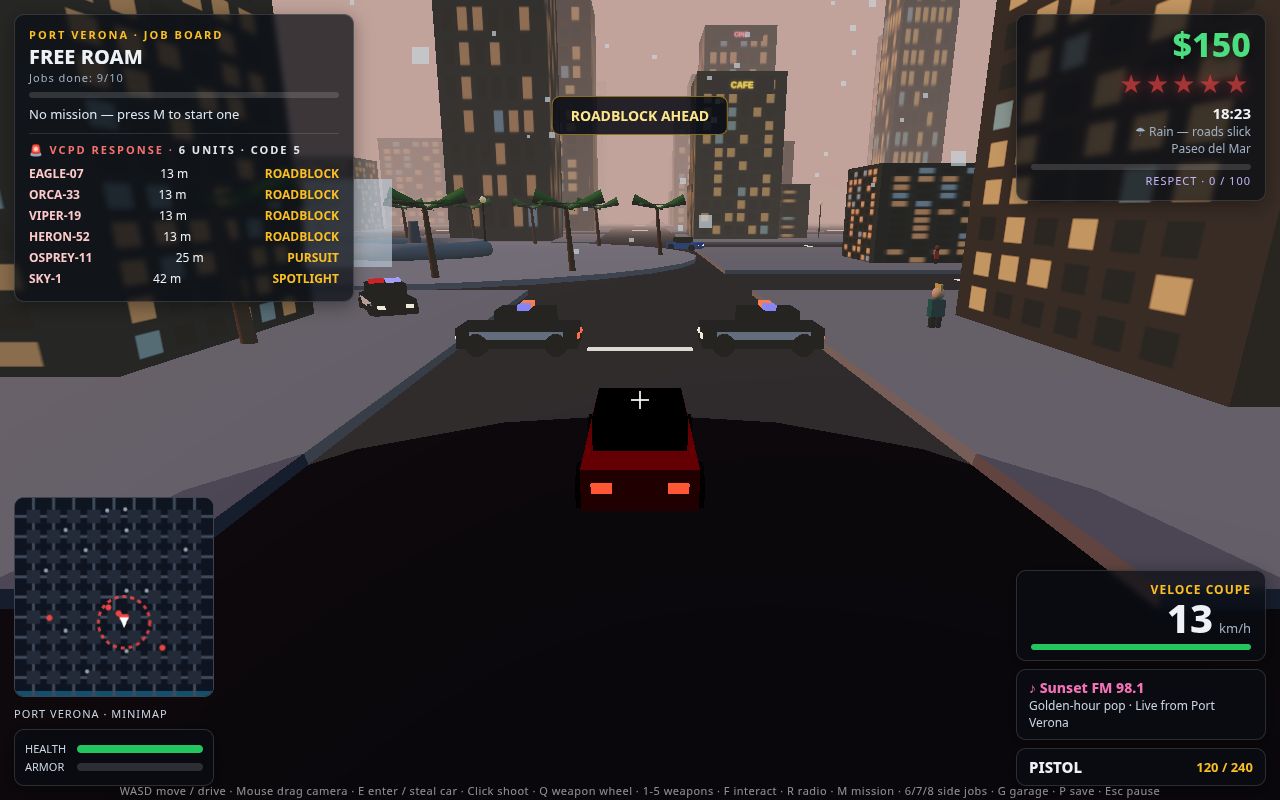 PORT VERONA · JOB BOARD
FREE ROAM
Jobs done: 9/10
No mission — press M to start one
🚨 VCPD RESPONSE · 6 UNITS · CODE 5
EAGLE-07 13 m ROADBLOCK
ORCA-33 13 m ROADBLOCK
VIPER-19 13 m ROADBLOCK
HERON-52 13 m ROADBLOCK
OSPREY-11 25 m PURSUIT
SKY-1 42 m SPOTLIGHT
CAFE
ROADBLOCK AHEAD
$150
★★★★★
18:23
☂ Rain — roads slick
Paseo del Mar
RESPECT · 0 / 100
PORT VERONA · MINIMAP
HEALTH
ARMOR
VELOCE COUPE
13 km/h
♪ Sunset FM 98.1
Golden-hour pop · Live from Port
Verona
PISTOL 120 / 240
WASD move / drive · Mouse drag camera · E enter / steal car · Click shoot · Q weapon wheel · 1-5 weapons · F interact · R radio · M mission · 6/7/8 side jobs · G garage · P save · Esc pause